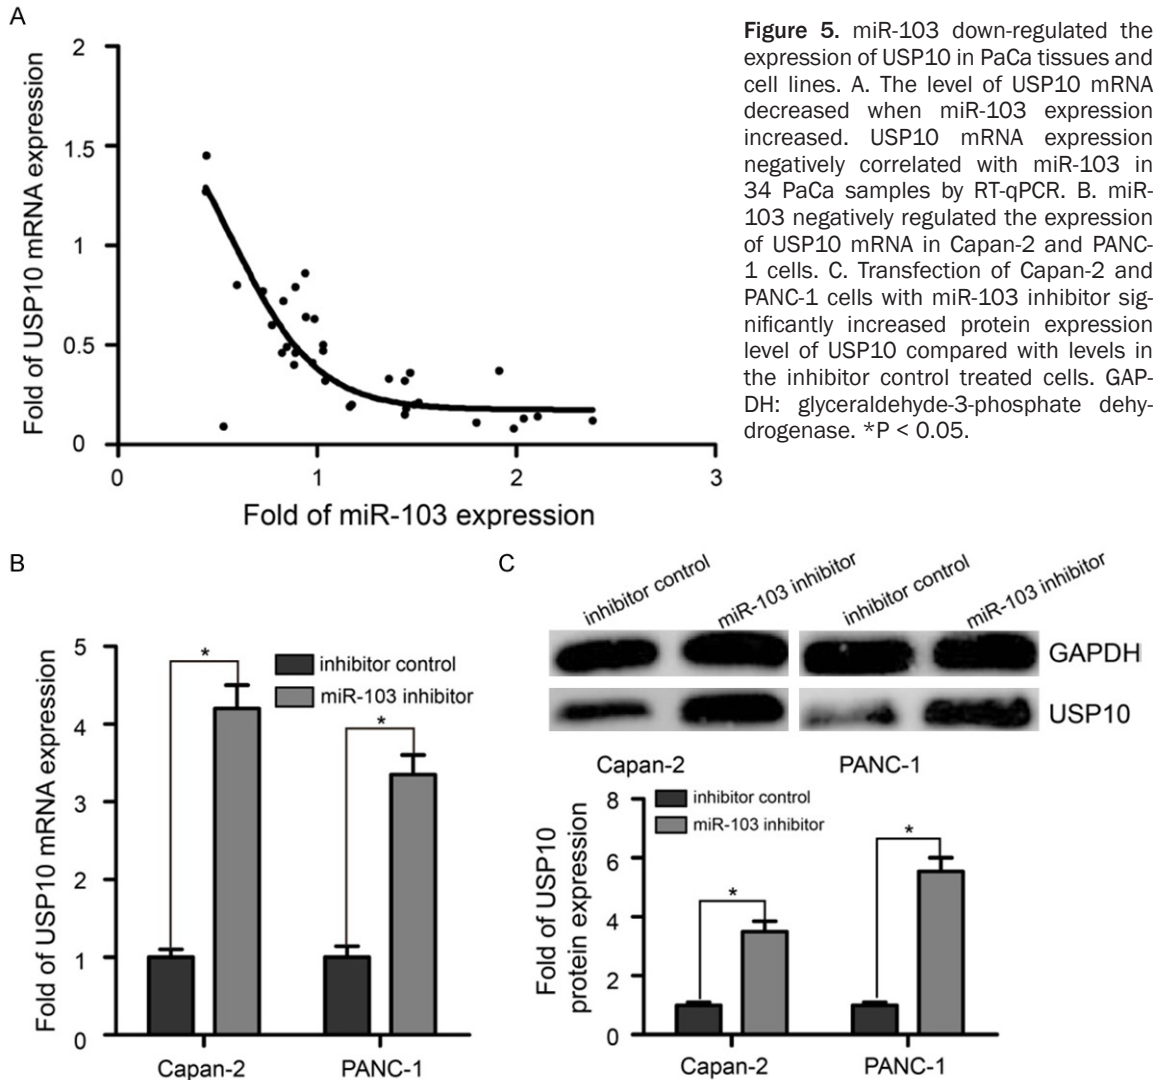 A
Fold of USP10 mRNA expression
2
1.5
1
0.5
0
0
1
2
3
Fold of miR-103 expression
Figure 5. miR-103 down-regulated the
expression of USP10 in PaCa tissues and
cell lines. A. The level of USP10 mRNA
decreased when miR-103 expression
increased. USP10 mRNA expression
negatively correlated with miR-103 in
34 PaCa samples by RT-qPCR. B. miR-
103 negatively regulated the expression
of USP10 mRNA in Capan-2 and PANC-
1 cells. C. Transfection of Capan-2 and
PANC-1 cells with miR-103 inhibitor sig-
nificantly increased protein expression
level of USP10 compared with levels in
the inhibitor control treated cells. GAP-
DH: glyceraldehyde-3-phosphate dehy-
drogenase. *P < 0.05.
B
Fold of USP10 mRNA expression
5
4
3
2
1
0
*
*
inhibitor control
miR-103 inhibitor
Capan-2
PANC-1
C
inhibitor control
miR-103 inhibitor
inhibitor control
miR-103 inhibitor
GAPDH
USP10
Capan-2
PANC-1
Fold of USP10
protein expression
8
6
4
2
0
inhibitor control
miR-103 inhibitor
*
*
Capan-2
PANC-1